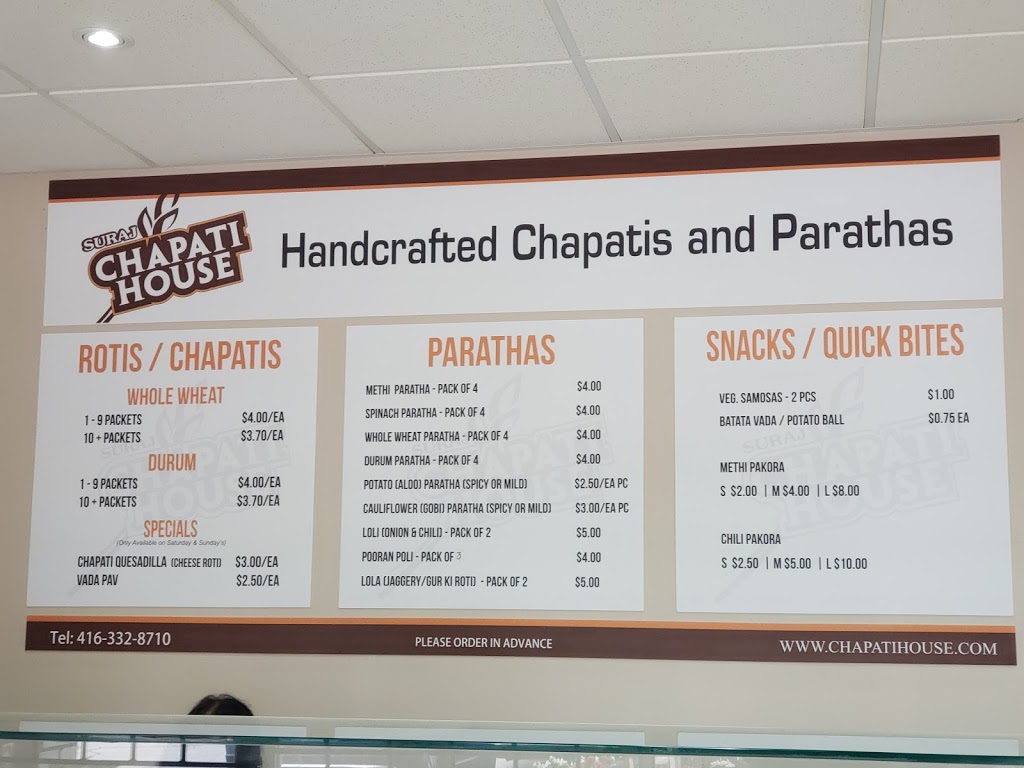 SURAJ
CHAPATI
HOUSE
Handcrafted Chapatis and Parathas
ROTIS / CHAPATIS
WHOLE WHEAT
1 - 9 PACKETS $4.00/EA
10 + PACKETS $3.70/EA
DURUM
1 - 9 PACKETS $4.00/EA
10 + PACKETS $3.70/EA
SPECIALS
(Only Available on Saturday & Sunday's)
CHAPATI QUESADILLA (CHEESE ROTI) $3.00/EA
VADA PAV $2.50/EA
PARATHAS
METHI PARATHA - PACK OF 4 $4.00
SPINACH PARATHA - PACK OF 4 $4.00
WHOLE WHEAT PARATHA - PACK OF 4 $4.00
DURUM PARATHA - PACK OF 4 $4.00
POTATO (ALOO) PARATHA (SPICY OR MILD) $2.50/EA PC
CAULIFLOWER (GOBI) PARATHA (SPICY OR MILD) $3.00/EA PC
LOLI (ONION & CHILI) - PACK OF 2 $5.00
POORAN POLI - PACK OF 3 $4.00
LOLA (JAGGERY/GUR KI ROTI) - PACK OF 2 $5.00
SNACKS / QUICK BITES
VEG. SAMOSAS - 2 PCS $1.00
BATATA VADA / POTATO BALL $0.75 EA
METHI PAKORA
S $2.00 | M $4.00 | L $8.00
CHILI PAKORA
S $2.50 | M $5.00 | L $10.00
Tel: 416-332-8710
PLEASE ORDER IN ADVANCE
WWW.CHAPATIHOUSE.COM